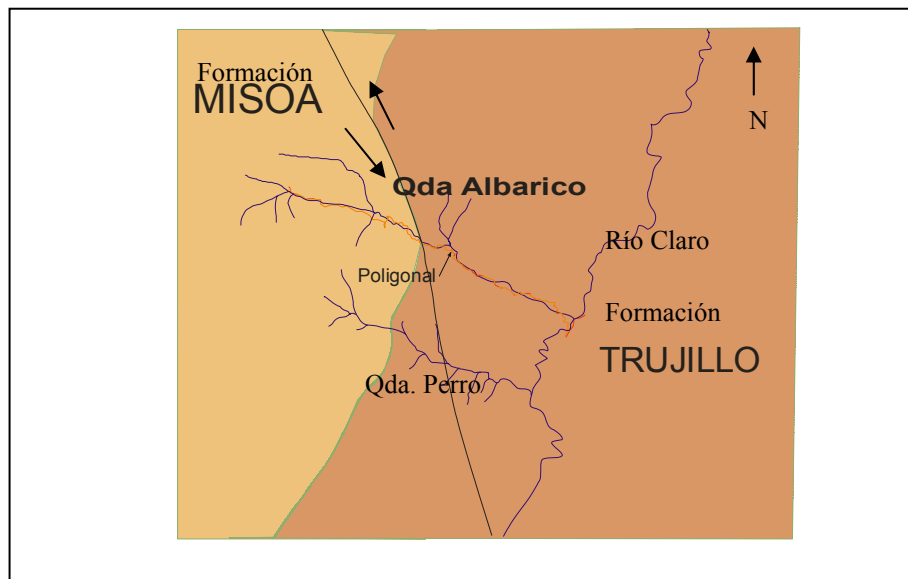 Formación
MISOA
N
Qda Albarico
Río Claro
Poligonal
Formación
TRUJILLO
Qda. Perro